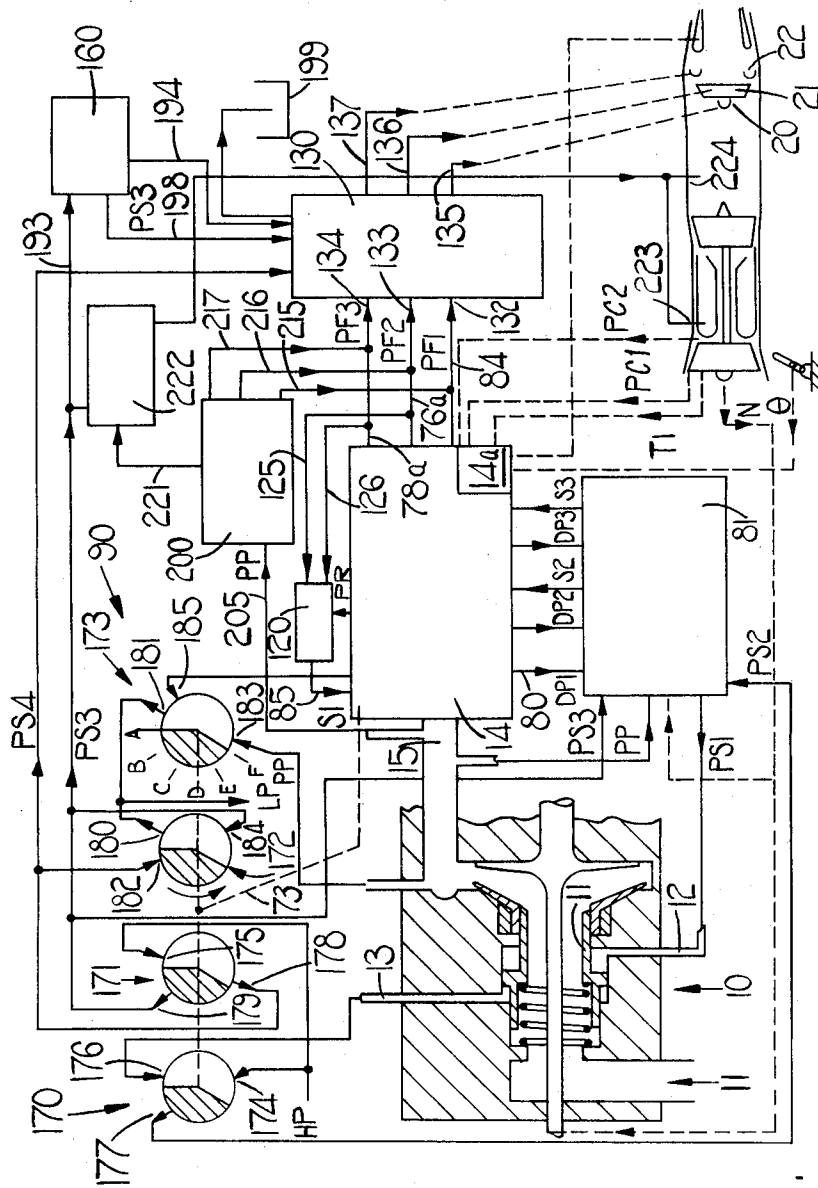 PS4
193
160
PS3
194
198
199
90
173
181
185
A
B
C
D
E
F
PP
183
LP
180
182
184
172
73
PS3
222
221
217
216
215
200
125
126
205
PP
120
PR
85
S1
130
137
136
135
134
133
132
PF3
PF2
PF1
78a
76a
84
14a
14
15
80
DP1
DP2
S2
DP3
S3
81
PS3
PP
PS1
PS2
170
171
175
176
177
174
178
179
HP
13
11
12
10
11
22
21
20
224
223
PC2
PC1
T1
N
θ